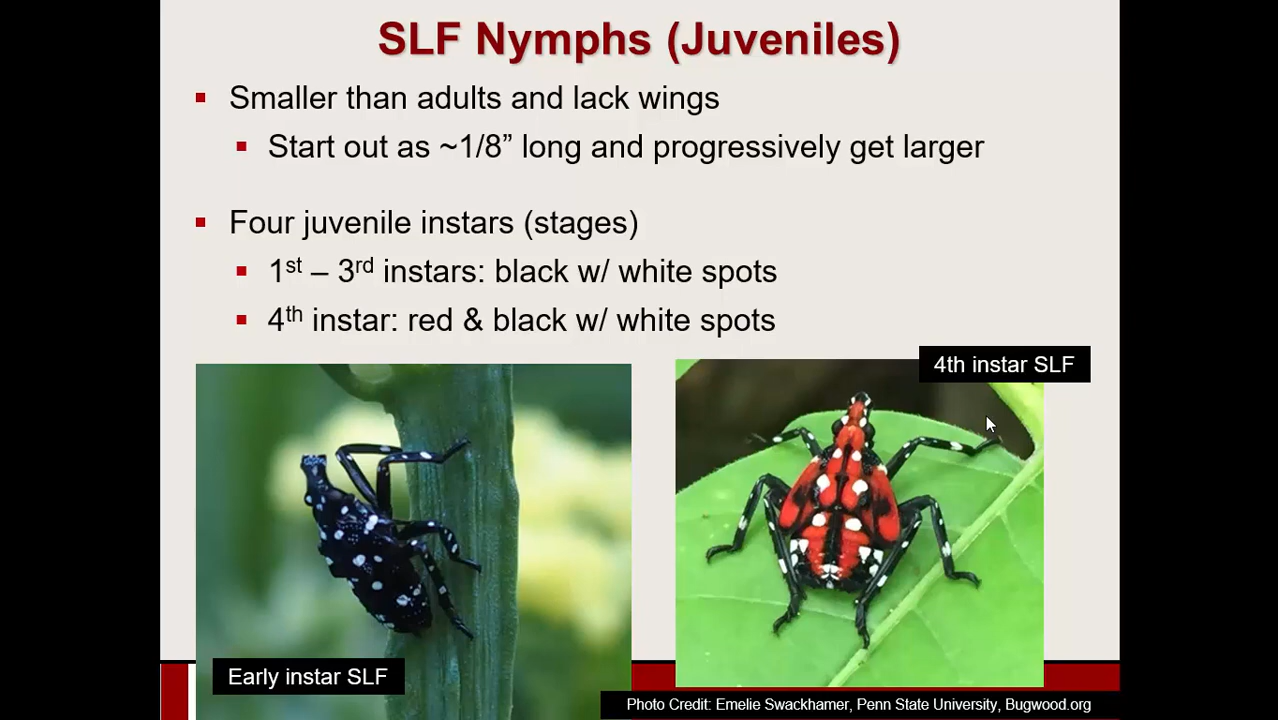 SLF Nymphs (Juveniles)
Smaller than adults and lack wings
Start out as ~1/8” long and progressively get larger
Four juvenile instars (stages)
1st – 3rd instars: black w/ white spots
4th instar: red & black w/ white spots
4th instar SLF
Early instar SLF
Photo Credit: Emelie Swackhamer, Penn State University, Bugwood.org